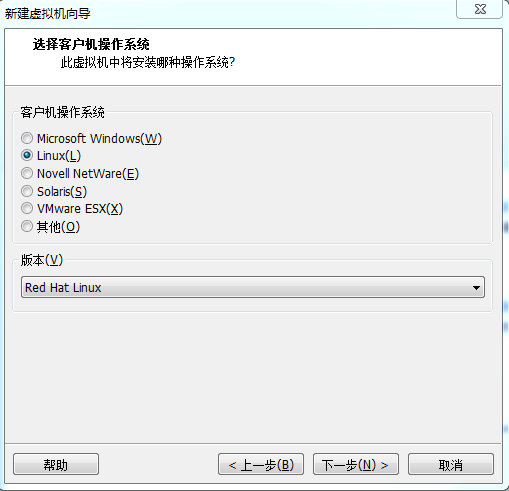 新建虚拟机向导
选择客户机操作系统
此虚拟机中将安装哪种操作系统?
客户机操作系统
Microsoft Windows(W)
Linux(L)
Novell NetWare(E)
Solaris(S)
VMware ESX(X)
其他(O)
版本(V)
Red Hat Linux
帮助
< 上一步(B)
下一步(N) >
取消